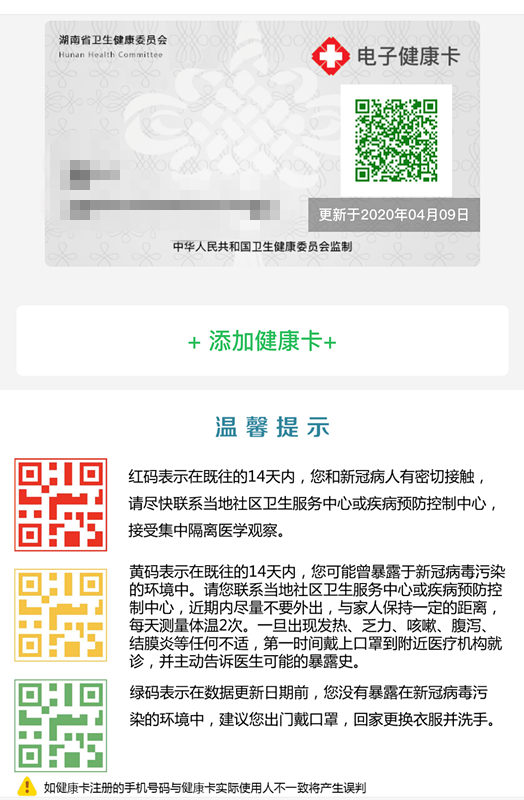 湖南省卫生健康委员会
Hunan Health Committee
电子健康卡
更新于2020年04月09日
中华人民共和国卫生健康委员会监制
+ 添加健康卡+
温馨提示
红码表示在既往的14天内，您和新冠病人有密切接触，
请尽快联系当地社区卫生服务中心或疾病预防控制中心，
接受集中隔离医学观察。
黄码表示在既往的14天内，您可能曾暴露于新冠病毒污染
的环境中。请您联系当地社区卫生服务中心或疾病预防控
制中心，近期内尽量不要外出，与家人保持一定的距离，
每天测量体温2次。一旦出现发热、乏力、咳嗽、腹泻、
结膜炎等任何不适，第一时间戴上口罩到附近医疗机构就
诊，并主动告诉医生可能的暴露史。
绿码表示在数据更新日期前，您没有暴露在新冠病毒污
染的环境中，建议您出门戴口罩，回家更换衣服并洗手。
如健康卡注册的手机号码与健康卡实际使用人不一致将产生误判